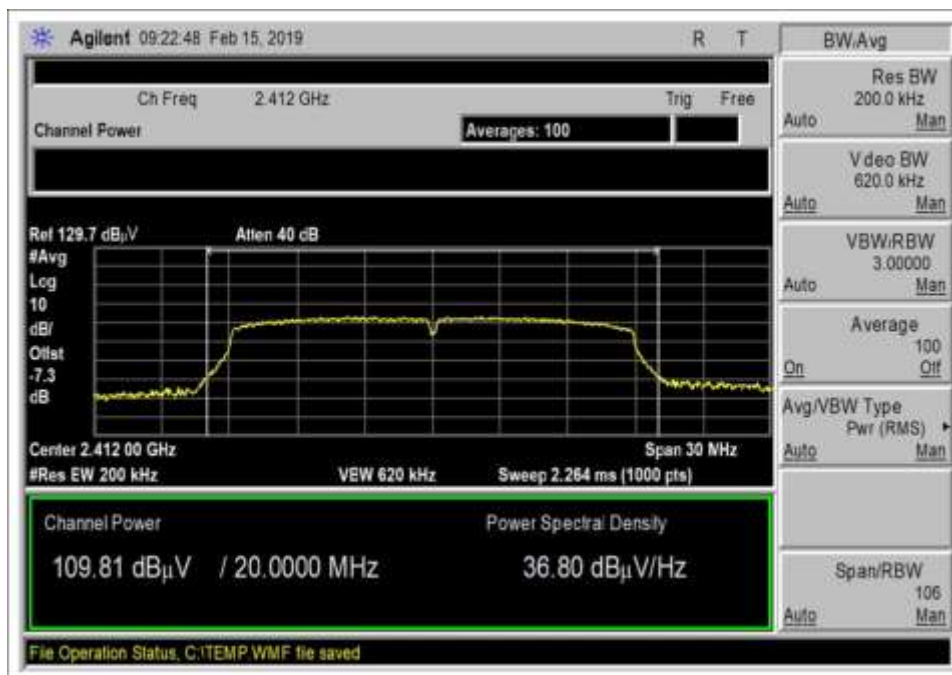 Agilent 09:22:48 Feb 15, 2019 R T
BW/Avg
Ch Freq 2.412 GHz Trig Free
Channel Power Averages: 100
Res BW
200.0 kHz
Auto Man
Video BW
620.0 kHz
Auto Man
VBW/RBW
3.00000
Auto Man
Average
100
On Off
Avg/VBW Type
Pwr (RMS)
Auto Man
Span/RBW
106
Auto Man
Ref 129.7 dBµV Atten 40 dB
#Avg
Log
10
dB/
Offst
-7.3
dB
Center 2.412 00 GHz Span 30 MHz
#Res BW 200 kHz VBW 620 kHz Sweep 2.264 ms (1000 pts)
Channel Power Power Spectral Density
109.81 dBµV / 20.0000 MHz 36.80 dBµV/Hz
File Operation Status, C:\TEMP.WMF file saved